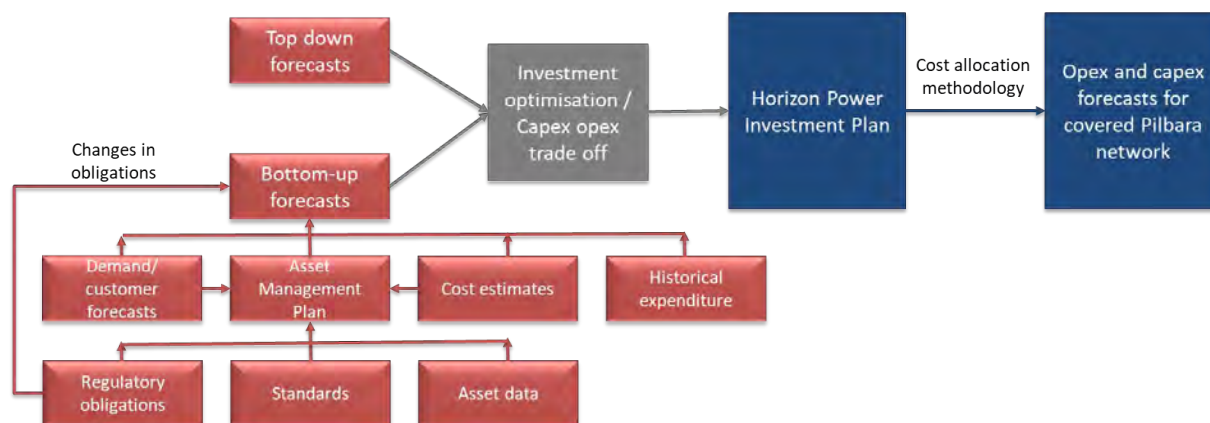 Top down
forecasts
Investment
optimisation /
Capex opex
trade off
Horizon Power
Investment Plan
Cost allocation
methodology
Opex and capex
forecasts for
covered Pilbara
network
Changes in
obligations
Bottom-up
forecasts
Demand/
customer
forecasts
Asset
Management
Plan
Cost estimates
Historical
expenditure
Regulatory
obligations
Standards
Asset data